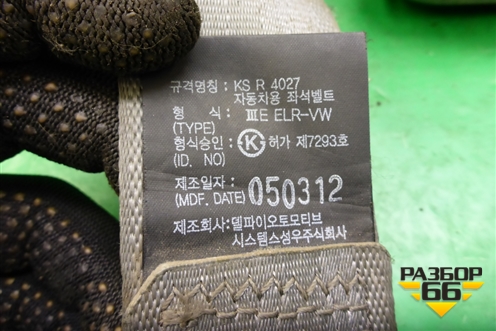 규격명칭 : KS R 4027
자동차용 좌석벨트
형 식 : ⅢE ELR-VW
(TYPE)
형식승인 : Ⓚ 허가 제7293호
(ID. NO)
제조일자 :
(MDF. DATE) 050312
제조회사: 델파이오토모티브
시스템스성우주식회사
РАЗБОР
66